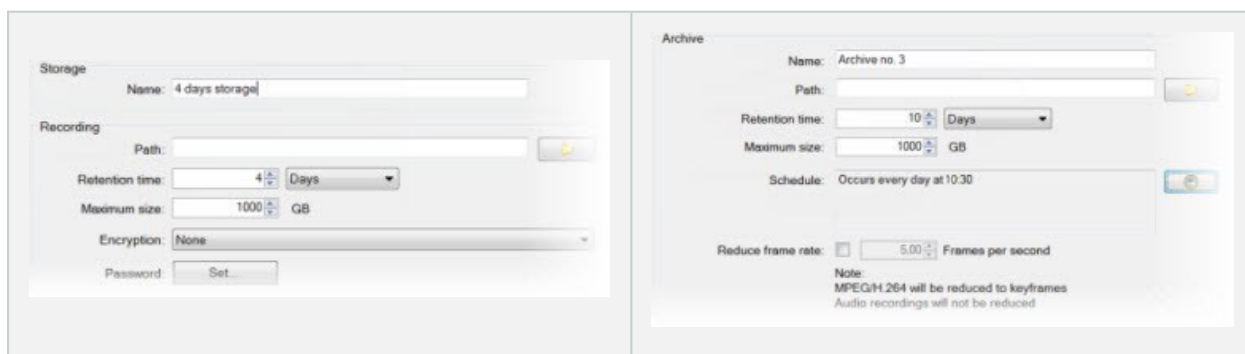 Storage
Name: 4 days storage
Recording
Path:
Retention time: 4 Days
Maximum size: 1000 GB
Encryption: None
Password: Set...
Archive
Name: Archive no. 3
Path:
Retention time: 10 Days
Maximum size: 1000 GB
Schedule: Occurs every day at 10:30
Reduce frame rate: 5.00 Frames per second
Note:
MPEG/H.264 will be reduced to keyframes
Audio recordings will not be reduced